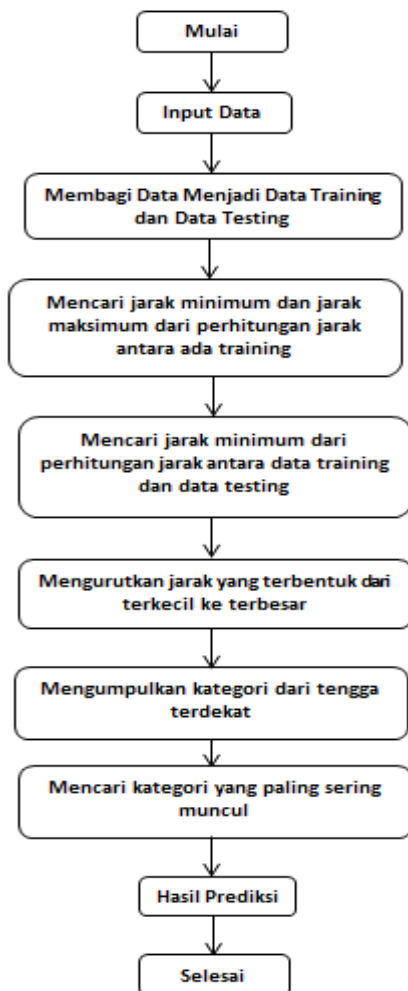 Mulai
Input Data
Membagi Data Menjadi Data Training
dan Data Testing
Mencari jarak minimum dan jarak
maksimum dari perhitungan jarak
antara ada training
Mencari jarak minimum dari
perhitungan jarak antara data training
dan data testing
Mengurutkan jarak yang terbentuk dari
terkecil ke terbesar
Mengumpulkan kategori dari tengga
terdekat
Mencari kategori yang paling sering
muncul
Hasil Prediksi
Selesai